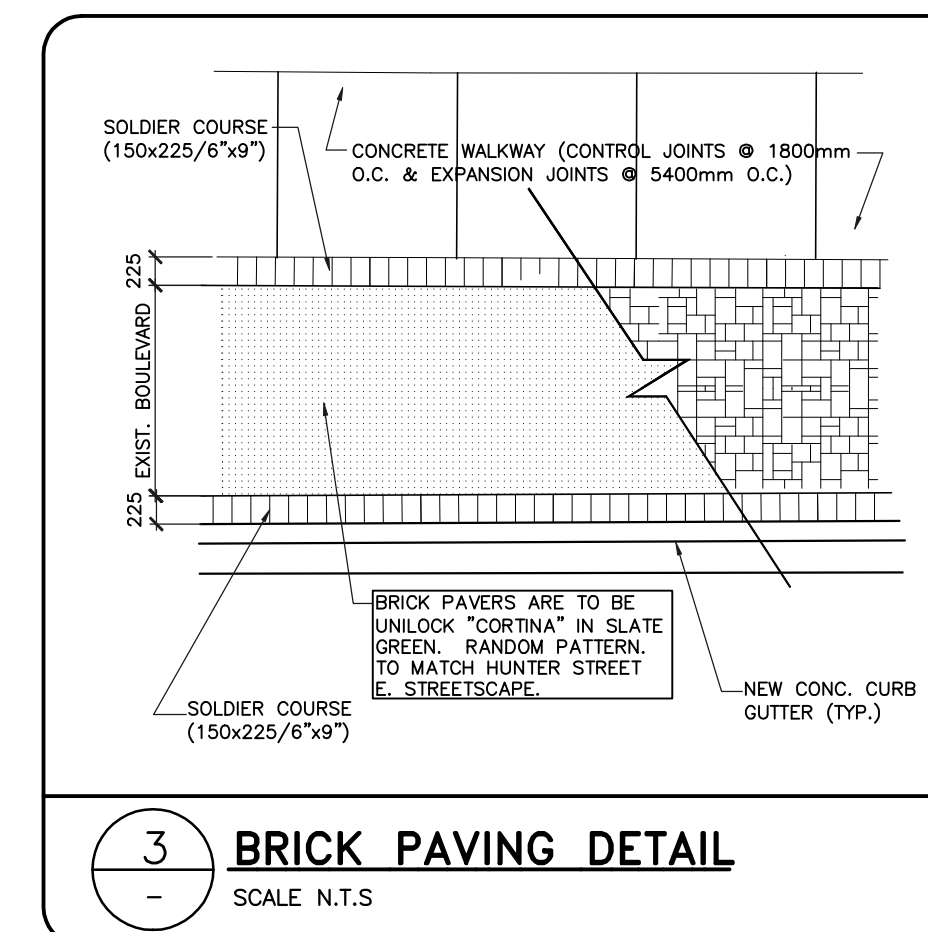 SOLDIER COURSE
(150x225/6"x9")
CONCRETE WALKWAY (CONTROL JOINTS @ 1800mm
O.C. & EXPANSION JOINTS @ 5400mm O.C.)
225
EXIST. BOULEVARD
225
BRICK PAVERS ARE TO BE
UNILOCK "CORTINA" IN SLATE
GREEN. RANDOM PATTERN.
TO MATCH HUNTER STREET
E. STREETSCAPE.
SOLDIER COURSE
(150x225/6"x9")
NEW CONC. CURB
GUTTER (TYP.)
3
-
BRICK PAVING DETAIL
SCALE N.T.S